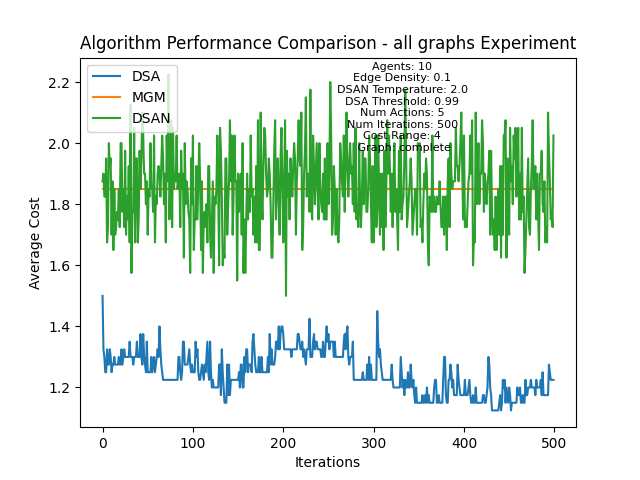 Algorithm Performance Comparison - all graphs Experiment
DSA
MGM
DSAN
Agents: 10
Edge Density: 0.1
DSAN Temperature: 2.0
DSA Threshold: 0.99
Num Actions: 5
Num Iterations: 500
Cost Range: 4
Graph: complete
2.2
2.0
1.8
1.6
1.4
1.2
Average Cost
0
100
200
300
400
500
Iterations